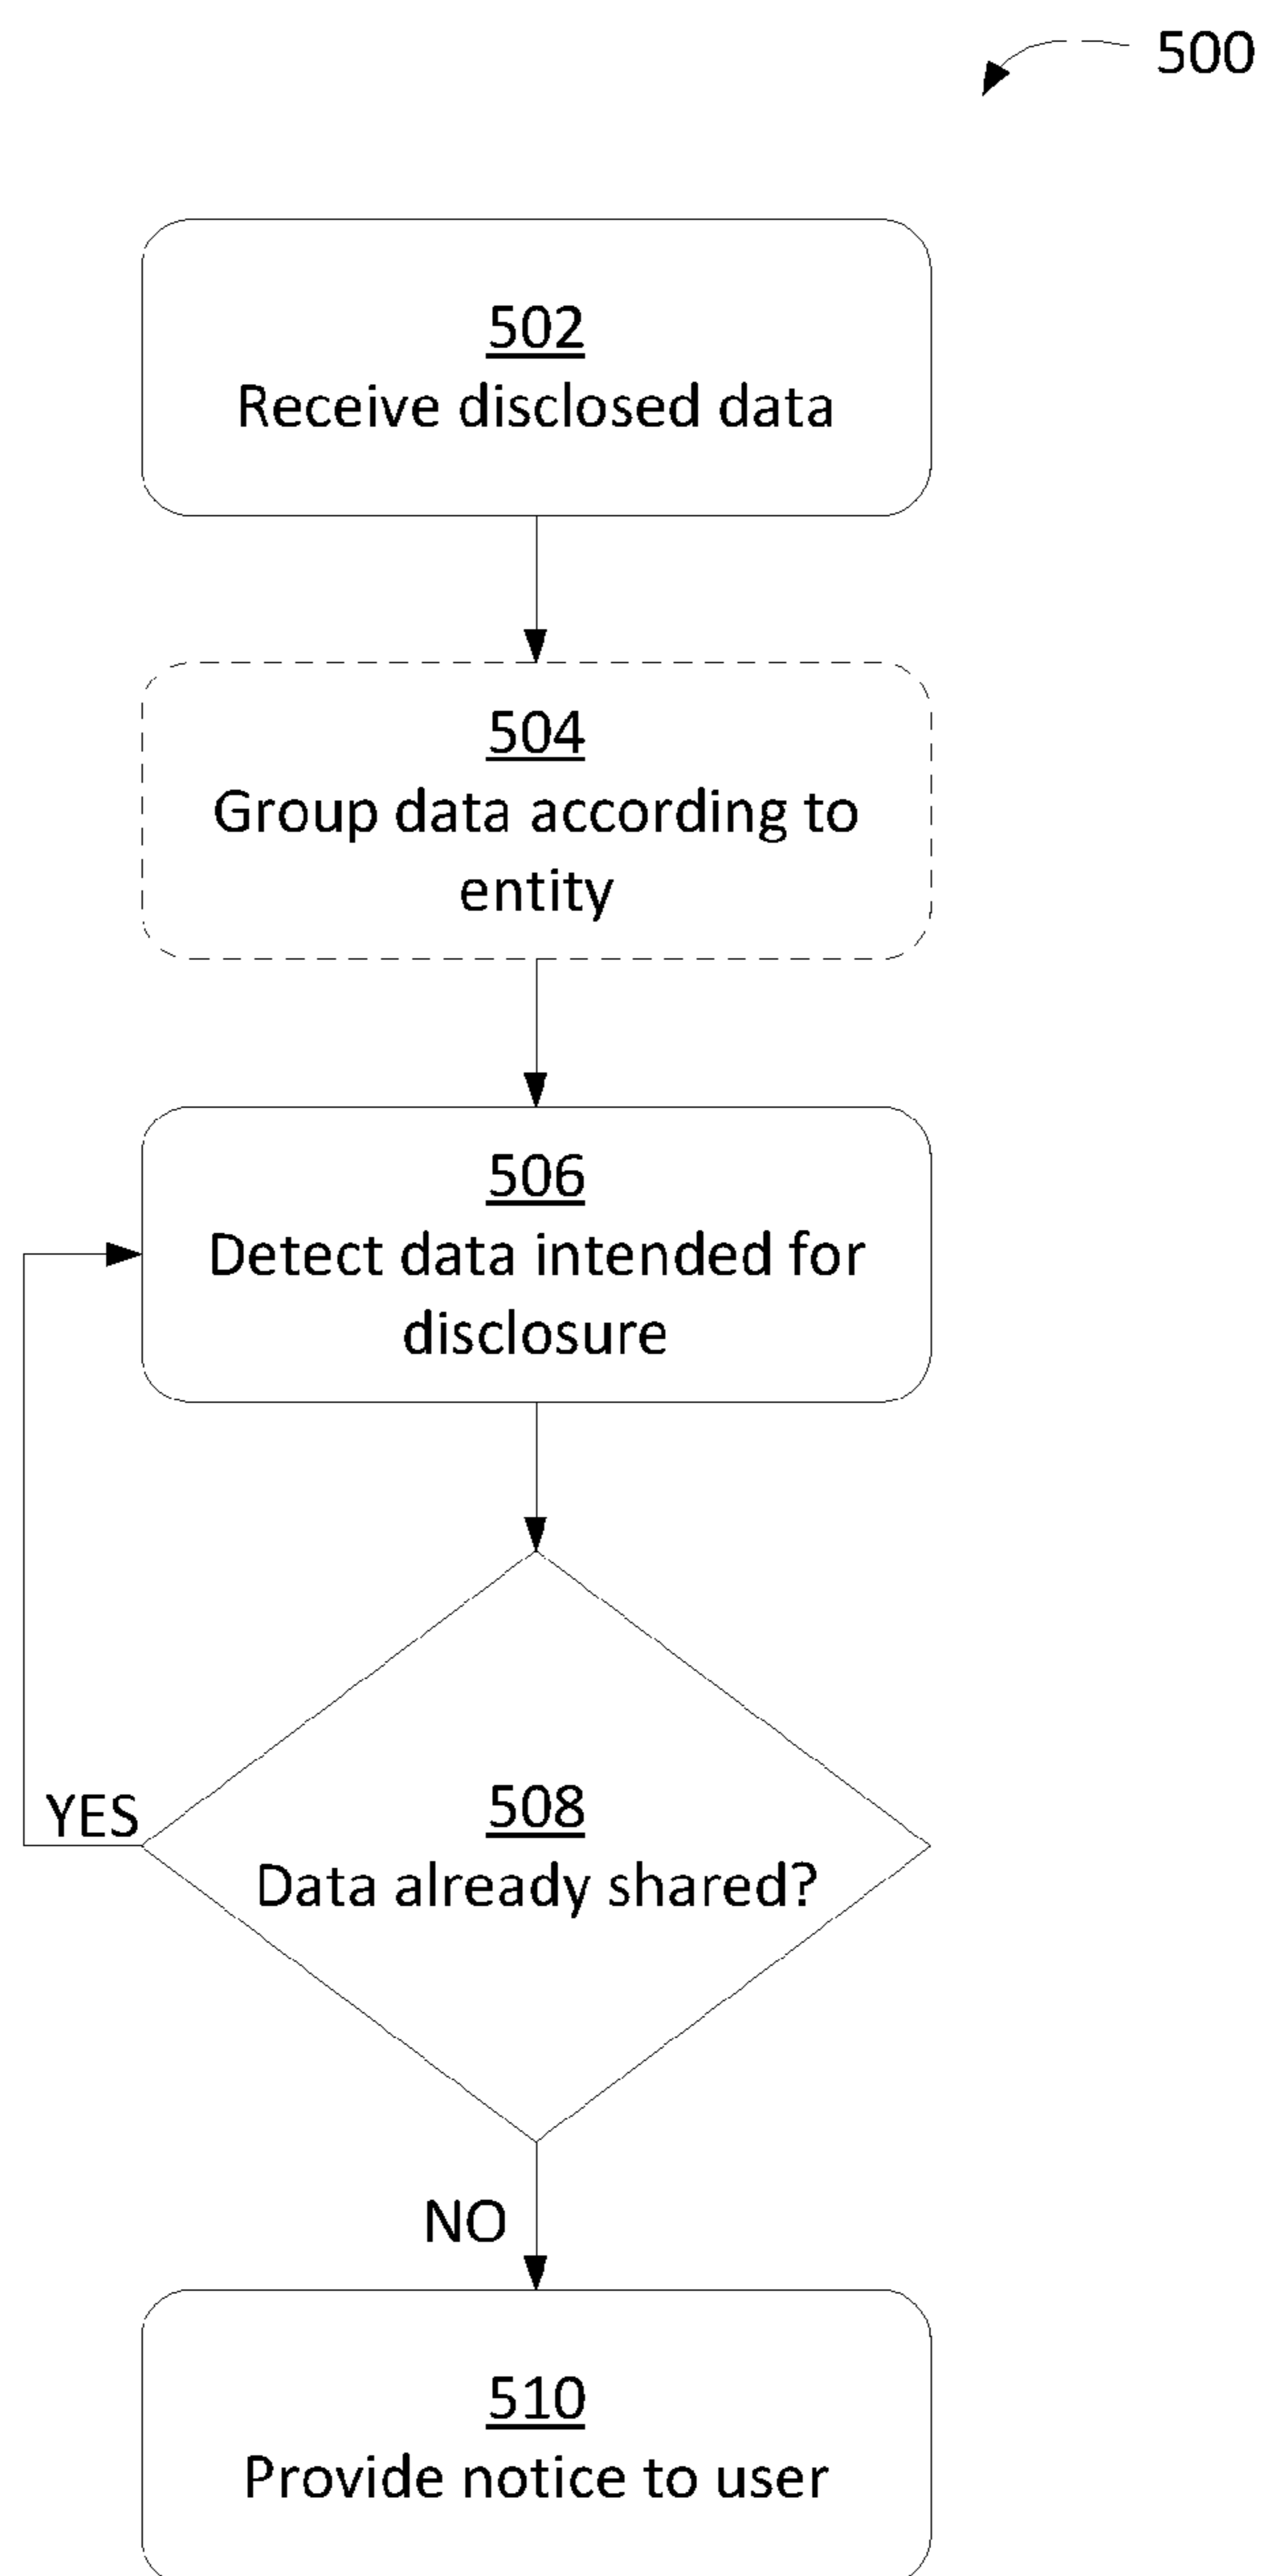 500
502
Receive disclosed data
504
Group data according to
entity
506
Detect data intended for
disclosure
YES
508
Data already shared?
NO
510
Provide notice to user